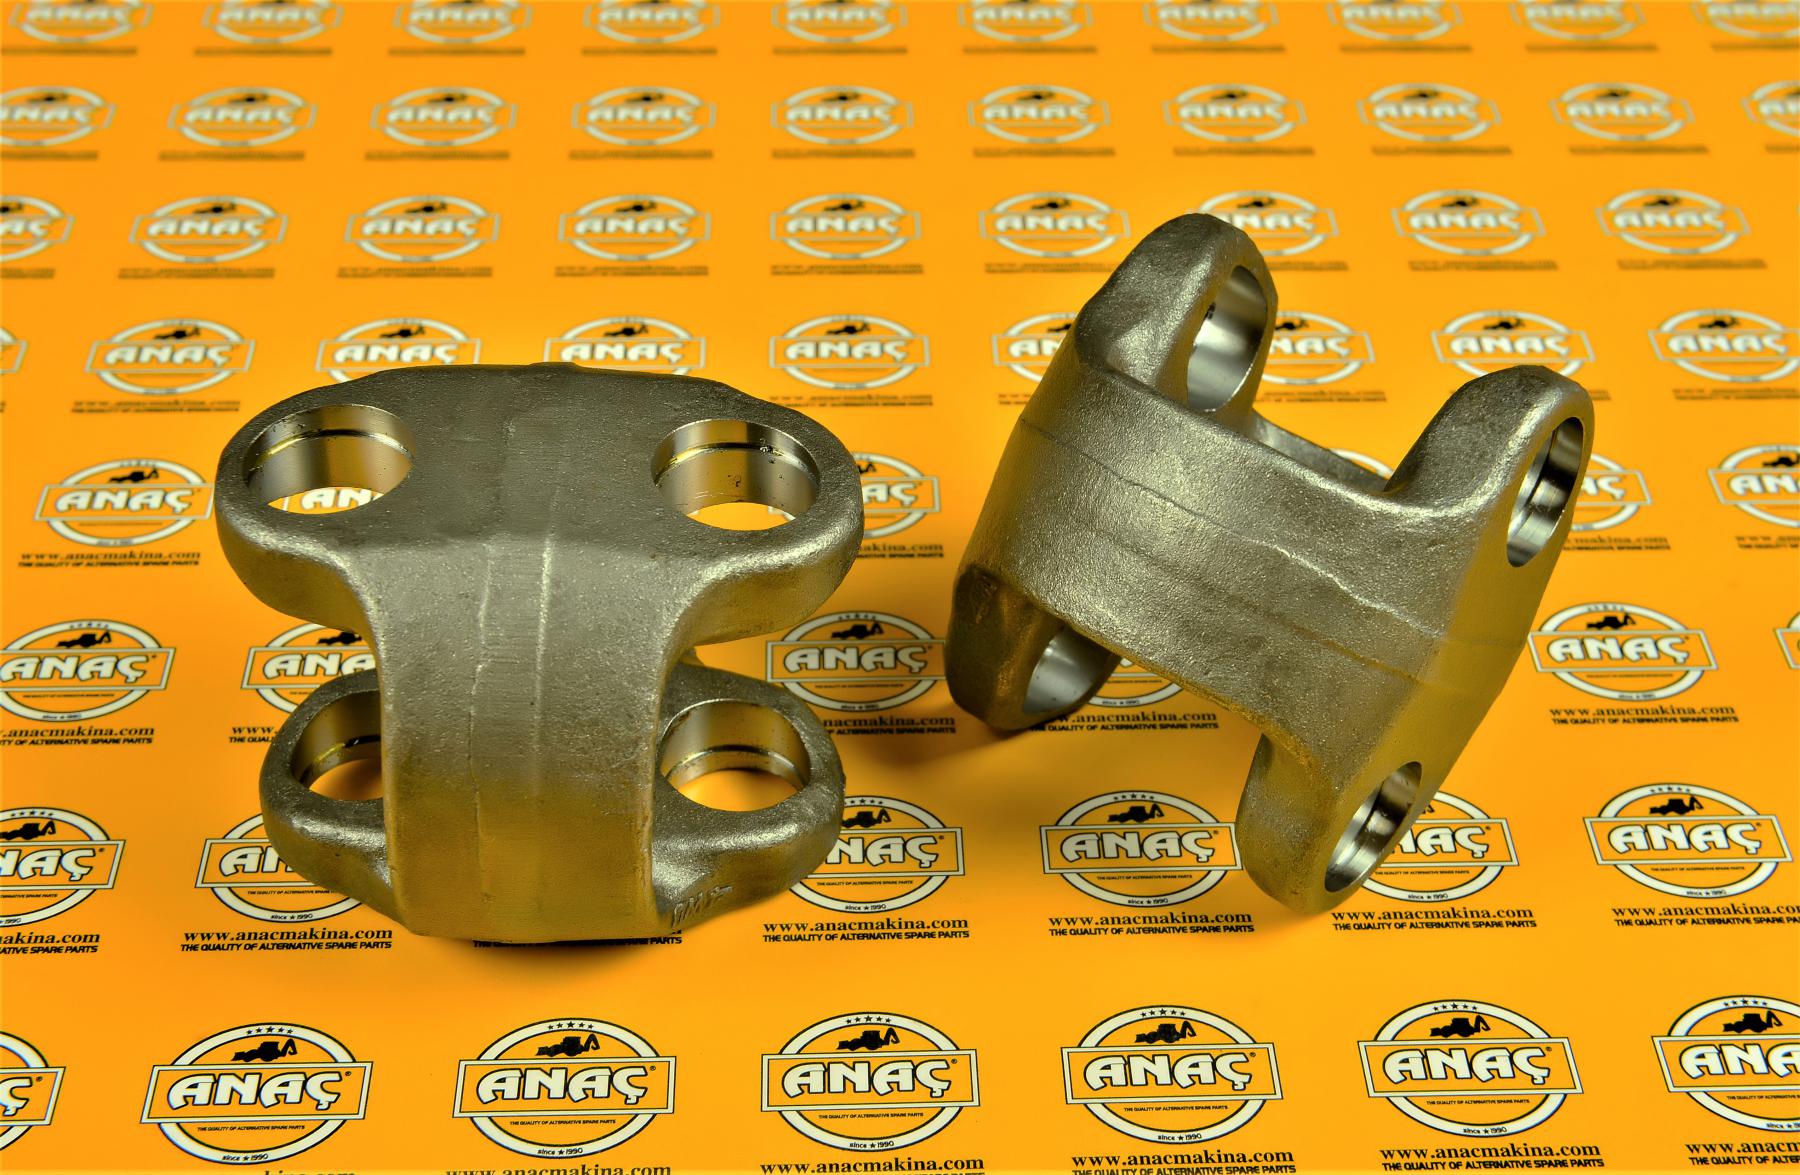 ANAÇ®
THE QUALITY OF ALTERNATIVE SPARE PARTS
since ★ 1990
www.anacmakina.com
THE QUALITY OF ALTERNATIVE SPARE PARTS